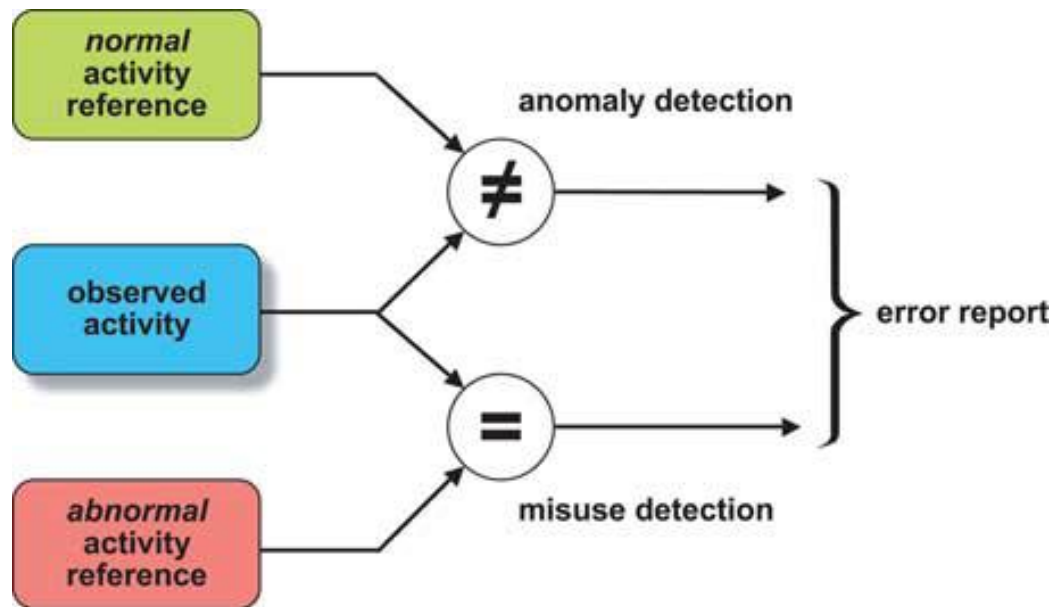 normal
activity
reference
anomaly detection
≠
observed
activity
error report
=
misuse detection
abnormal
activity
reference